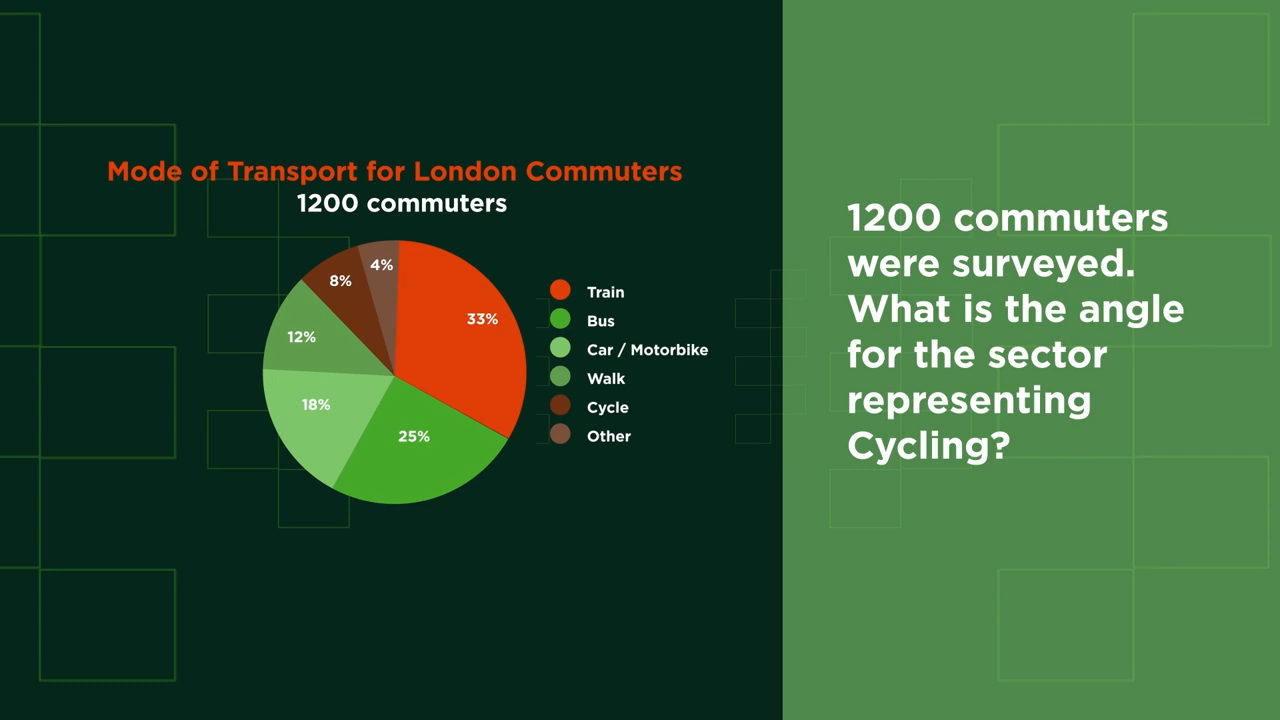 Mode of Transport for London Commuters
1200 commuters
4%
8%
33%
12%
18%
25%
Train
Bus
Car / Motorbike
Walk
Cycle
Other
1200 commuters
were surveyed.
What is the angle
for the sector
representing
Cycling?